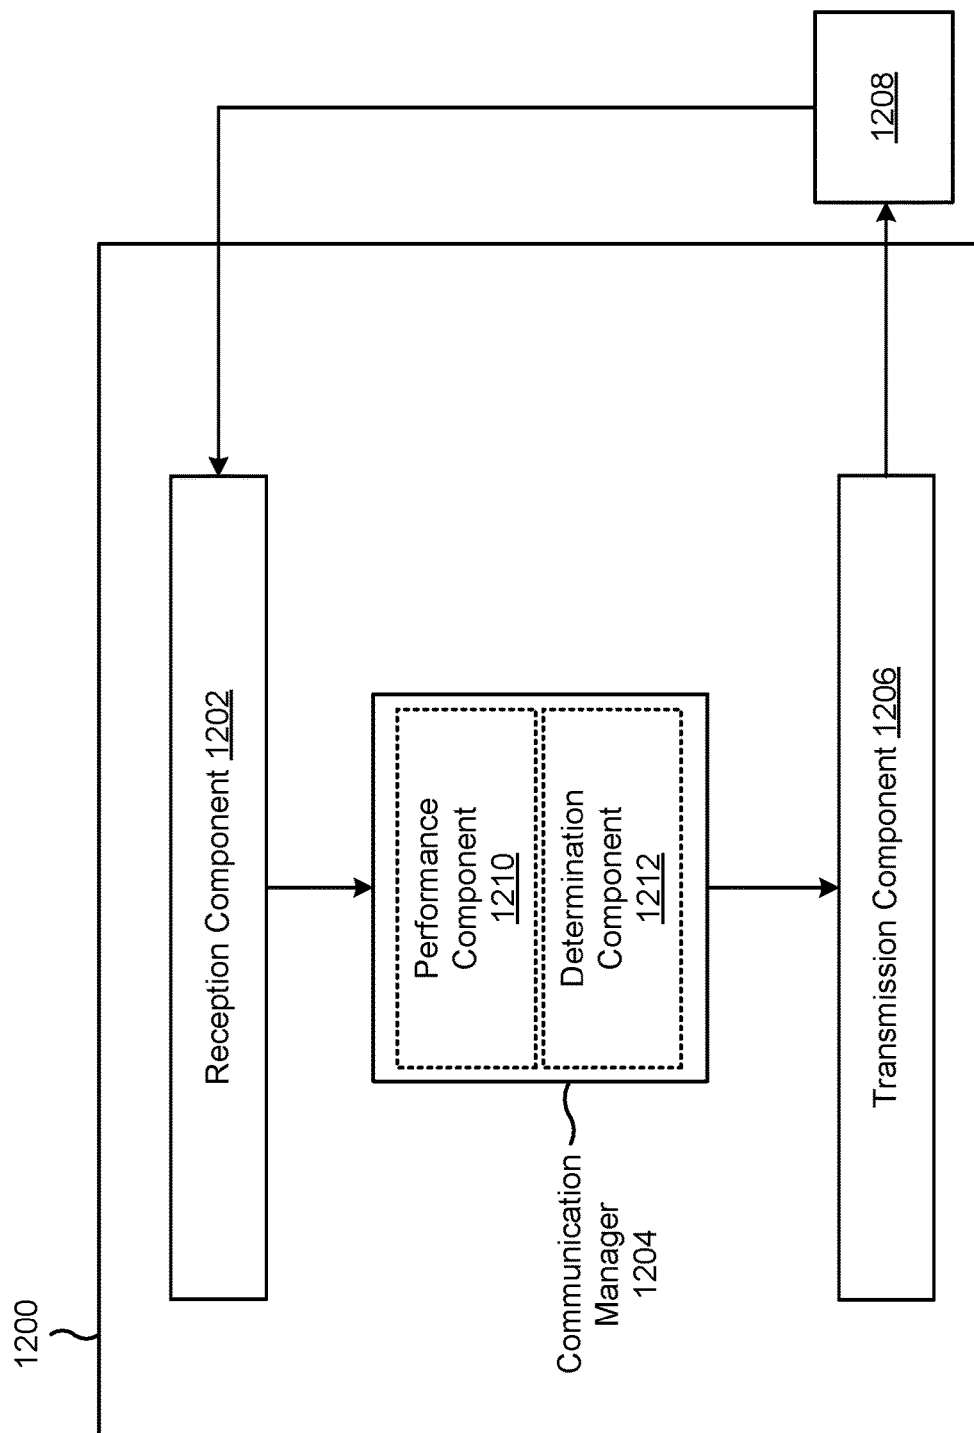 1200
Reception Component 1202
Performance
Component
1210
Determination
Component
1212
Communication
Manager
1204
Transmission Component 1206
1208